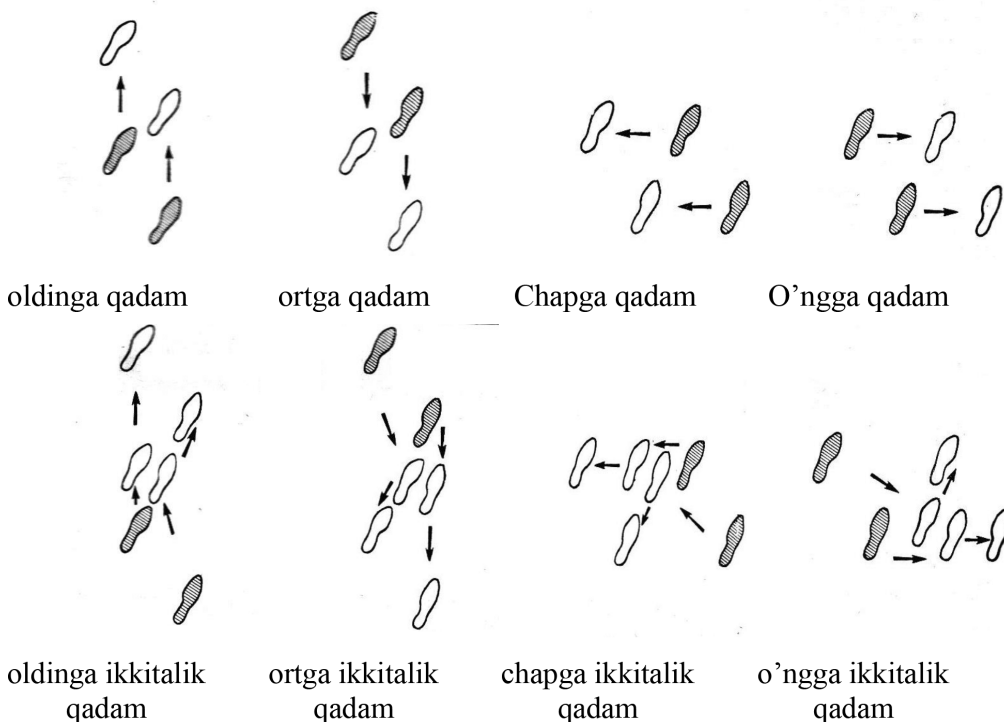 oldinga qadam
ortga qadam
Chapga qadam
O’ngga qadam
oldinga ikkitalik
qadam
ortga ikkitalik
qadam
chapga ikkitalik
qadam
o’ngga ikkitalik
qadam